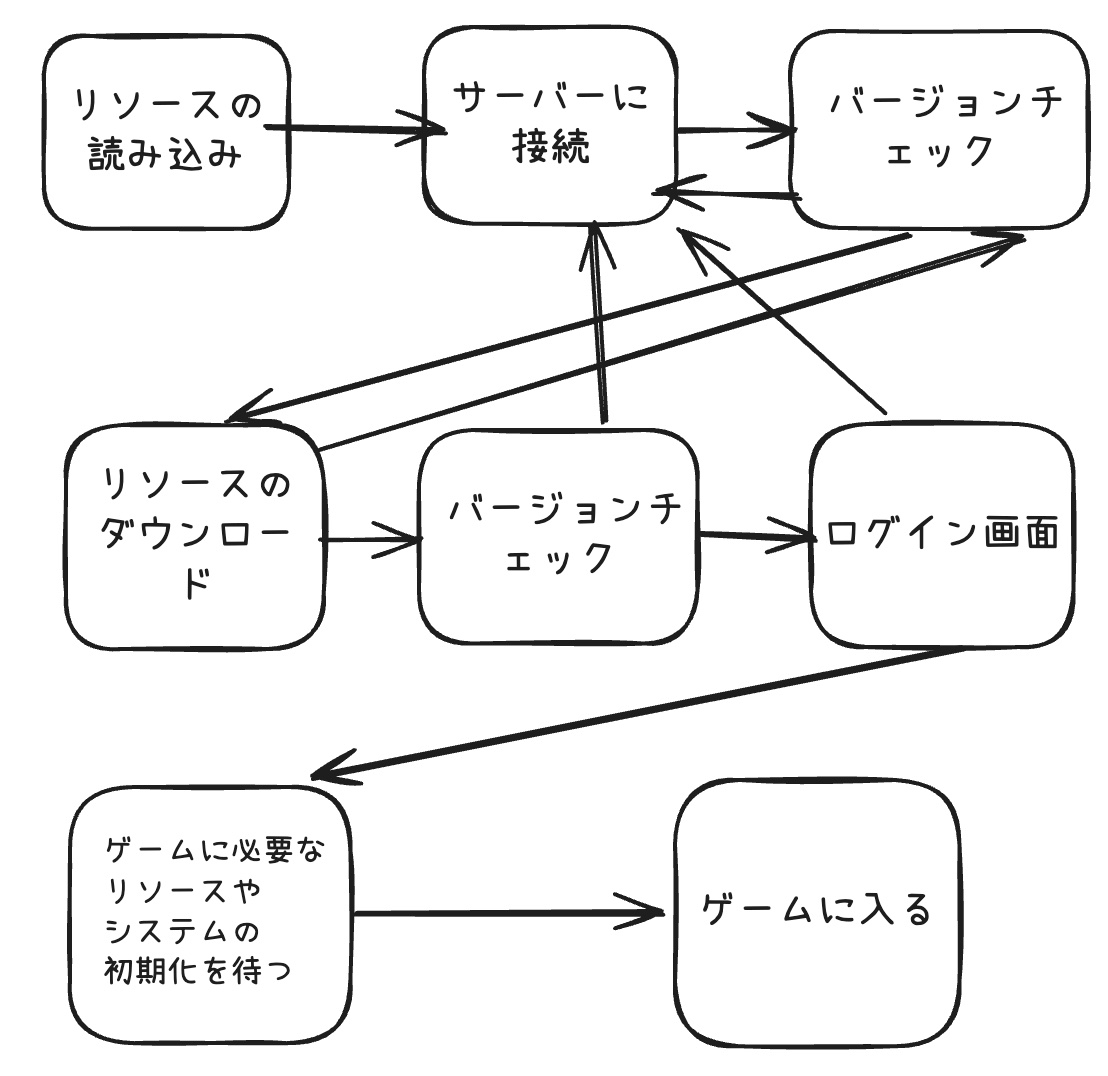 リソースの
読み込み
サーバーに
接続
バージョンチ
ェック
リソースの
ダウンロー
ド
バージョンチ
ェック
ログイン画面
ゲームに必要な
リソースや
システムの
初期化を待つ
ゲームに入る